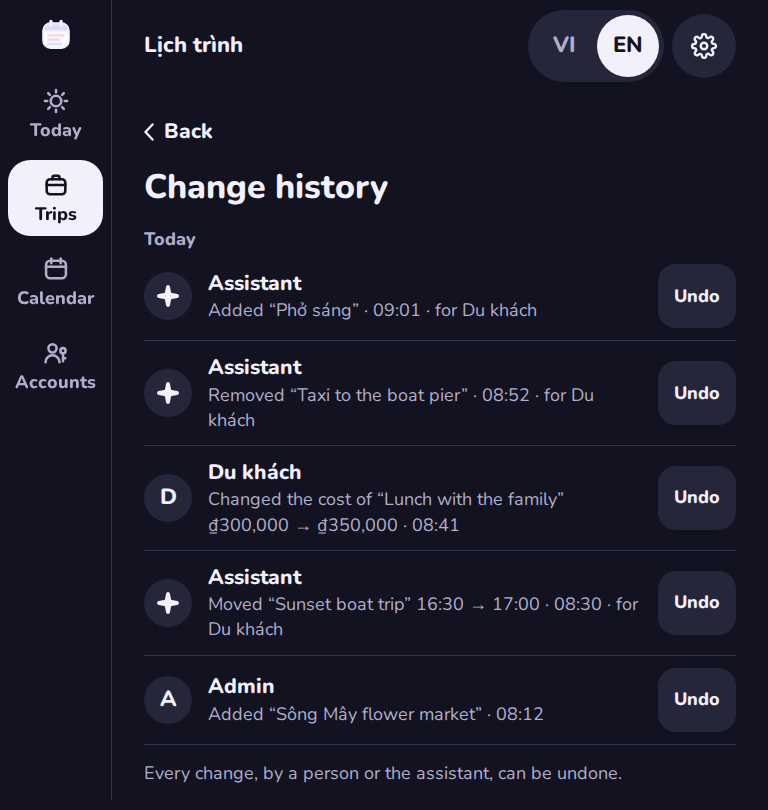 Lịch trình
VI
EN
Today
Trips
Calendar
Accounts
Back
Change history
Today
Assistant
Added “Phở sáng” · 09:01 · for Du khách
Undo
Assistant
Removed “Taxi to the boat pier” · 08:52 · for Du
khách
Undo
D
Du khách
Changed the cost of “Lunch with the family”
₫300,000 → ₫350,000 · 08:41
Undo
Assistant
Moved “Sunset boat trip” 16:30 → 17:00 · 08:30 · for
Du khách
Undo
A
Admin
Added “Sông Mây flower market” · 08:12
Undo
Every change, by a person or the assistant, can be undone.